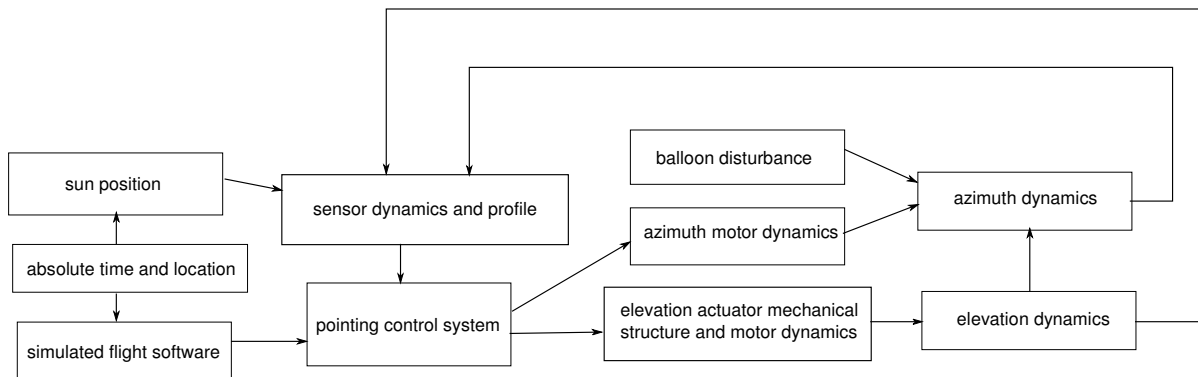 balloon disturbance
sun position
sensor dynamics and profile
azimuth dynamics
azimuth motor dynamics
absolute time and location
pointing control system
elevation actuator mechanical
structure and motor dynamics
elevation dynamics
simulated flight software